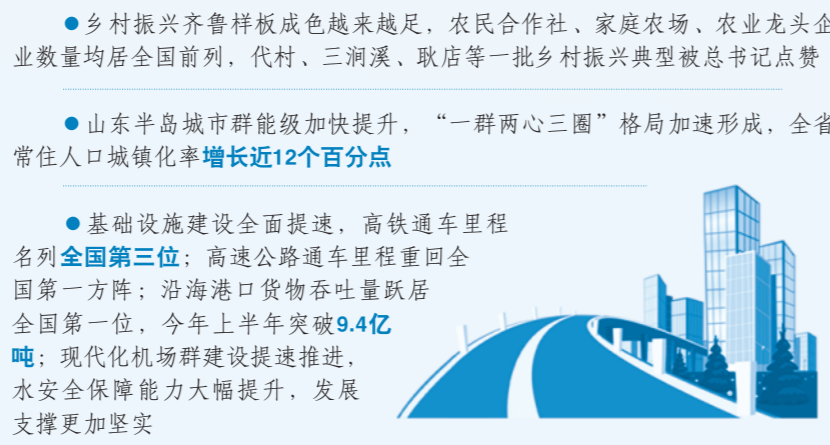 ●乡村振兴齐鲁样板成色越来越足，农民合作社、家庭农场、农业龙头企
业数量均居全国前列，代村、三涧溪、耿店等一批乡村振兴典型被总书记点赞
●山东半岛城市群能级加快提升，“一群两心三圈”格局加速形成，全省
常住人口城镇化率增长近12个百分点
●基础设施建设全面提速，高铁通车里程
名列全国第三位；高速公路通车里程重回全
国第一方阵；沿海港口货物吞吐量跃居
全国第一位，今年上半年突破9.4亿
吨；现代化机场群建设提速推进，
水安全保障能力大幅提升，发展
支撑更加坚实